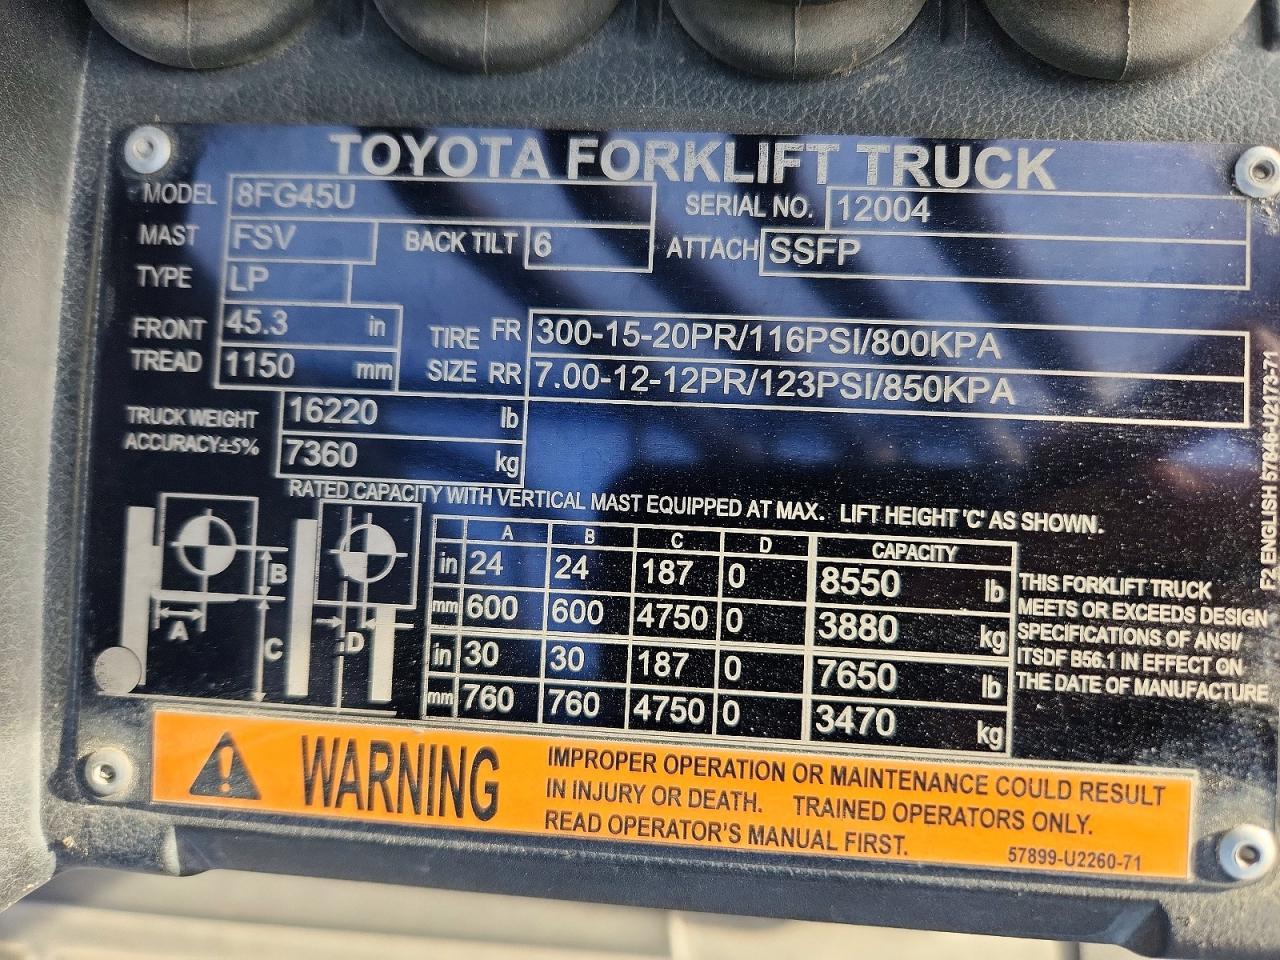 TOYOTA FORKLIFT TRUCK
MODEL 8FG45U SERIAL NO. 12004
MAST FSV BACK TILT 6 ATTACH SSFP
TYPE LP
FRONT TREAD 45.3 in
1150 mm
TIRE SIZE FR 300-15-20PR/116PSI/800KPA
RR 7.00-12-12PR/123PSI/850KPA
TRUCK WEIGHT 16220 lb
ACCURACY±5% 7360 kg
RATED CAPACITY WITH VERTICAL MAST EQUIPPED AT MAX. LIFT HEIGHT 'C' AS SHOWN.
A B C D CAPACITY
in 24 24 187 0 8550 lb
mm 600 600 4750 0 3880 kg
in 30 30 187 0 7650 lb
mm 760 760 4750 0 3470 kg
B
A
C
D
THIS FORKLIFT TRUCK
MEETS OR EXCEEDS DESIGN
SPECIFICATIONS OF ANSI/
ITSDF B56.1 IN EFFECT ON
THE DATE OF MANUFACTURE
F2 ENGLISH 57846-U2173-71
WARNING
IMPROPER OPERATION OR MAINTENANCE COULD RESULT
IN INJURY OR DEATH. TRAINED OPERATORS ONLY.
READ OPERATOR'S MANUAL FIRST.
57899-U2260-71